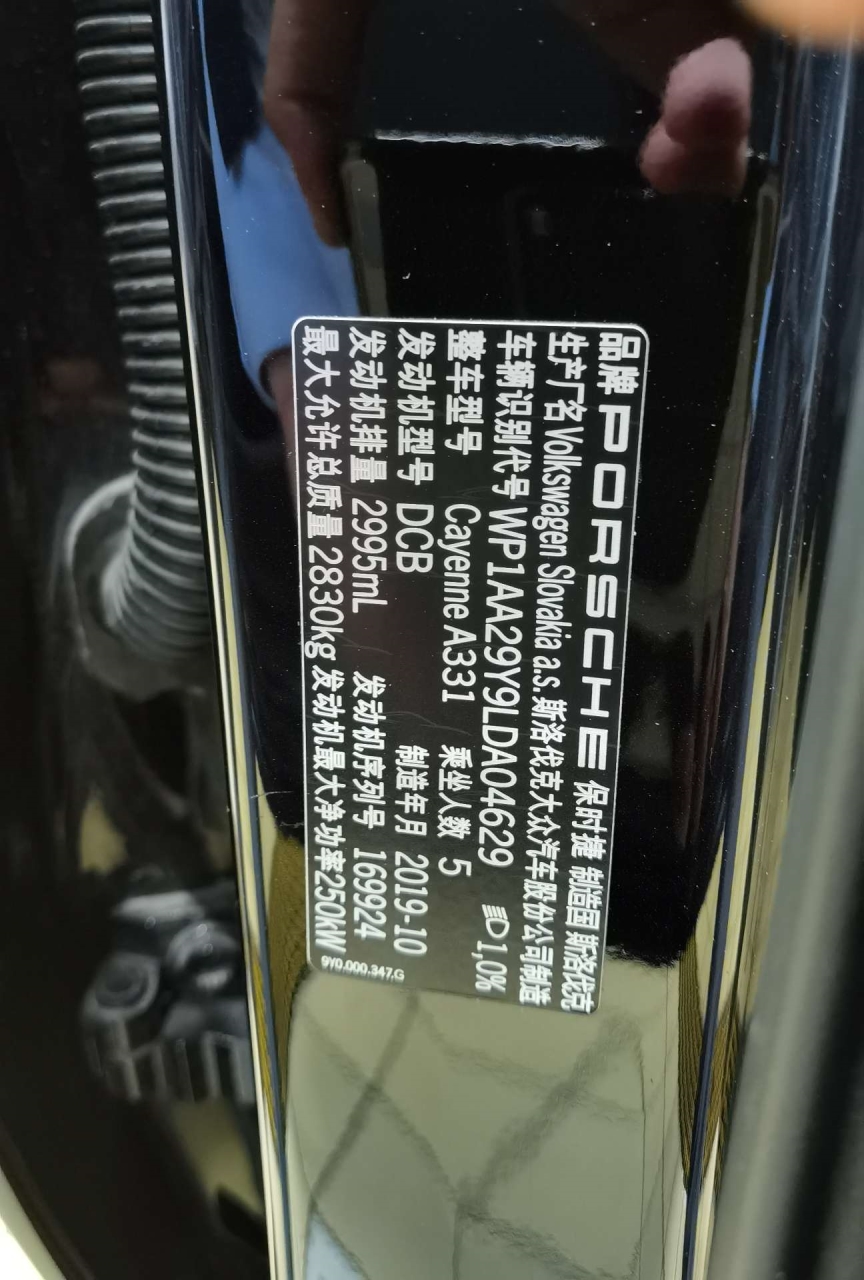 品牌 PORSCHE 保时捷 制造国 斯洛伐克
生产厂名 Volkswagen Slovakia a.s. 斯洛伐克大众汽车股份公司制造
车辆识别代号 WP1AA29Y9LDA04629 1,0%
整车型号 Cayenne A331 乘坐人数 5
发动机型号 DCB 制造年月 2019-10
发动机排量 2995mL 发动机序列号 169924
最大允许总质量 2830kg 发动机最大净功率250kW
9Y0.000.347.G